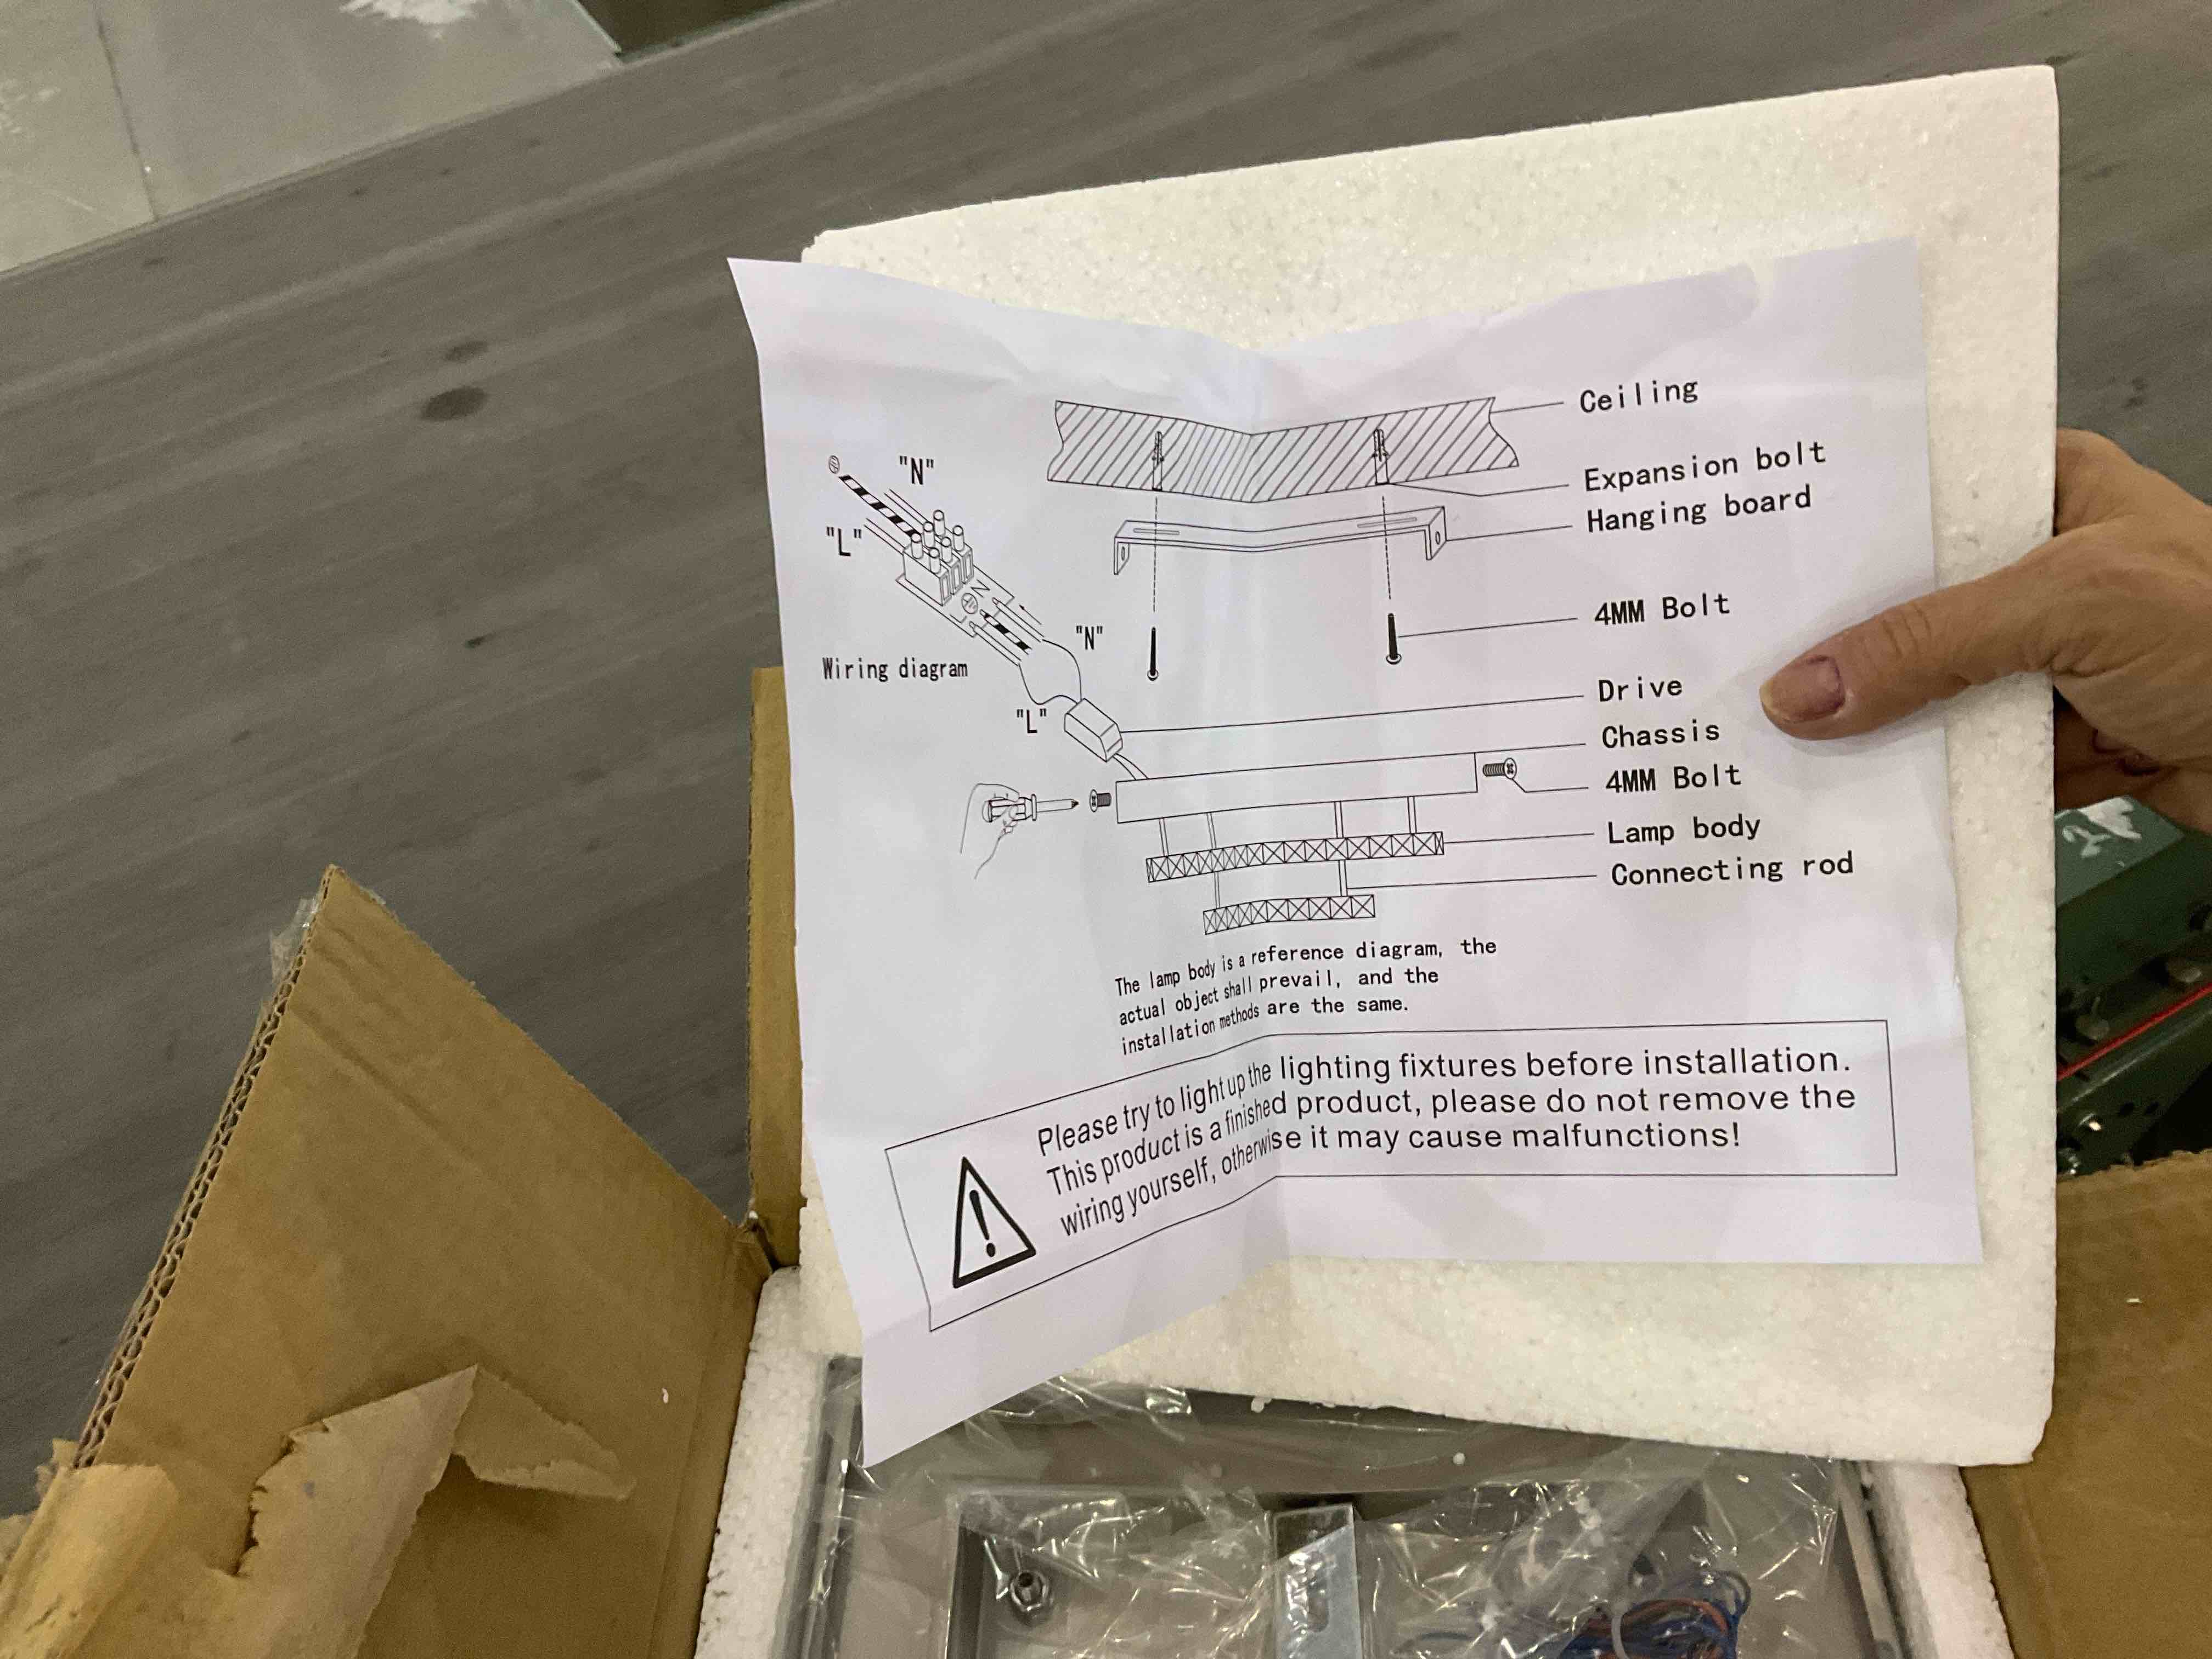 Ceiling
Expansion bolt
Hanging board
"N"
"L"
N
L
"N"
4MM Bolt
Wiring diagram
"L"
Drive
Chassis
4MM Bolt
Lamp body
Connecting rod
The lamp body is a reference diagram, the
actual object shall prevail, and the
installation methods are the same.
Please try to light up the lighting fixtures before installation.
This product is a finished product, please do not remove the
wiring yourself, otherwise it may cause malfunctions!